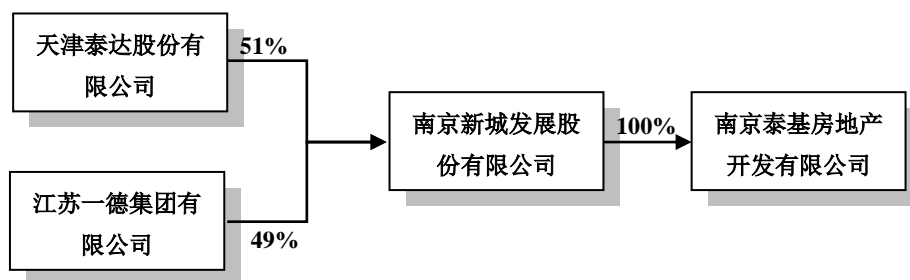 天津泰达股份有
限公司
51%
江苏一德集团有
限公司
49%
南京新城发展股
份有限公司
100%
南京泰基房地产
开发有限公司